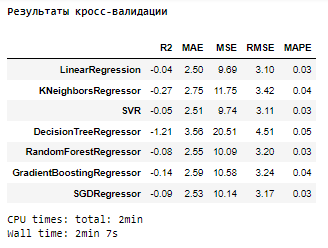 Результаты кросс-валидации
R2 MAE MSE RMSE MAPE
LinearRegression -0.04 2.50 9.69 3.10 0.03
KNeighborsRegressor -0.27 2.75 11.75 3.42 0.04
SVR -0.05 2.51 9.74 3.11 0.03
DecisionTreeRegressor -1.21 3.56 20.51 4.51 0.05
RandomForestRegressor -0.08 2.55 10.09 3.20 0.03
GradientBoostingRegressor -0.14 2.59 10.58 3.24 0.04
SGDRegressor -0.09 2.53 10.14 3.17 0.03
CPU times: total: 2min
Wall time: 2min 7s